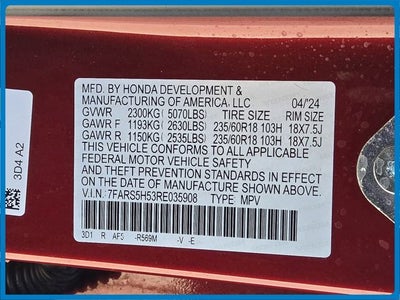 MFD. BY HONDA DEVELOPMENT &
MANUFACTURING OF AMERICA, LLC 04/'24
GVWR 2300KG (5070LBS) TIRE SIZE RIM SIZE
GAWR F 1193KG (2630LBS) 235/60R18 103H 18X7.5J
GAWR R 1150KG (2535LBS) 235/60R18 103H 18X7.5J
THIS VEHICLE CONFORMS TO ALL APPLICABLE
FEDERAL MOTOR VEHICLE SAFETY
AND THEFT PREVENTION STANDARDS IN EFFECT
ON THE DATE OF MANUFACTURE SHOWN ABOVE.
V.I.N: 7FARS5H53RE035908 TYPE MPV
3D1 R AFS -R569M -V -E
3D4 A2